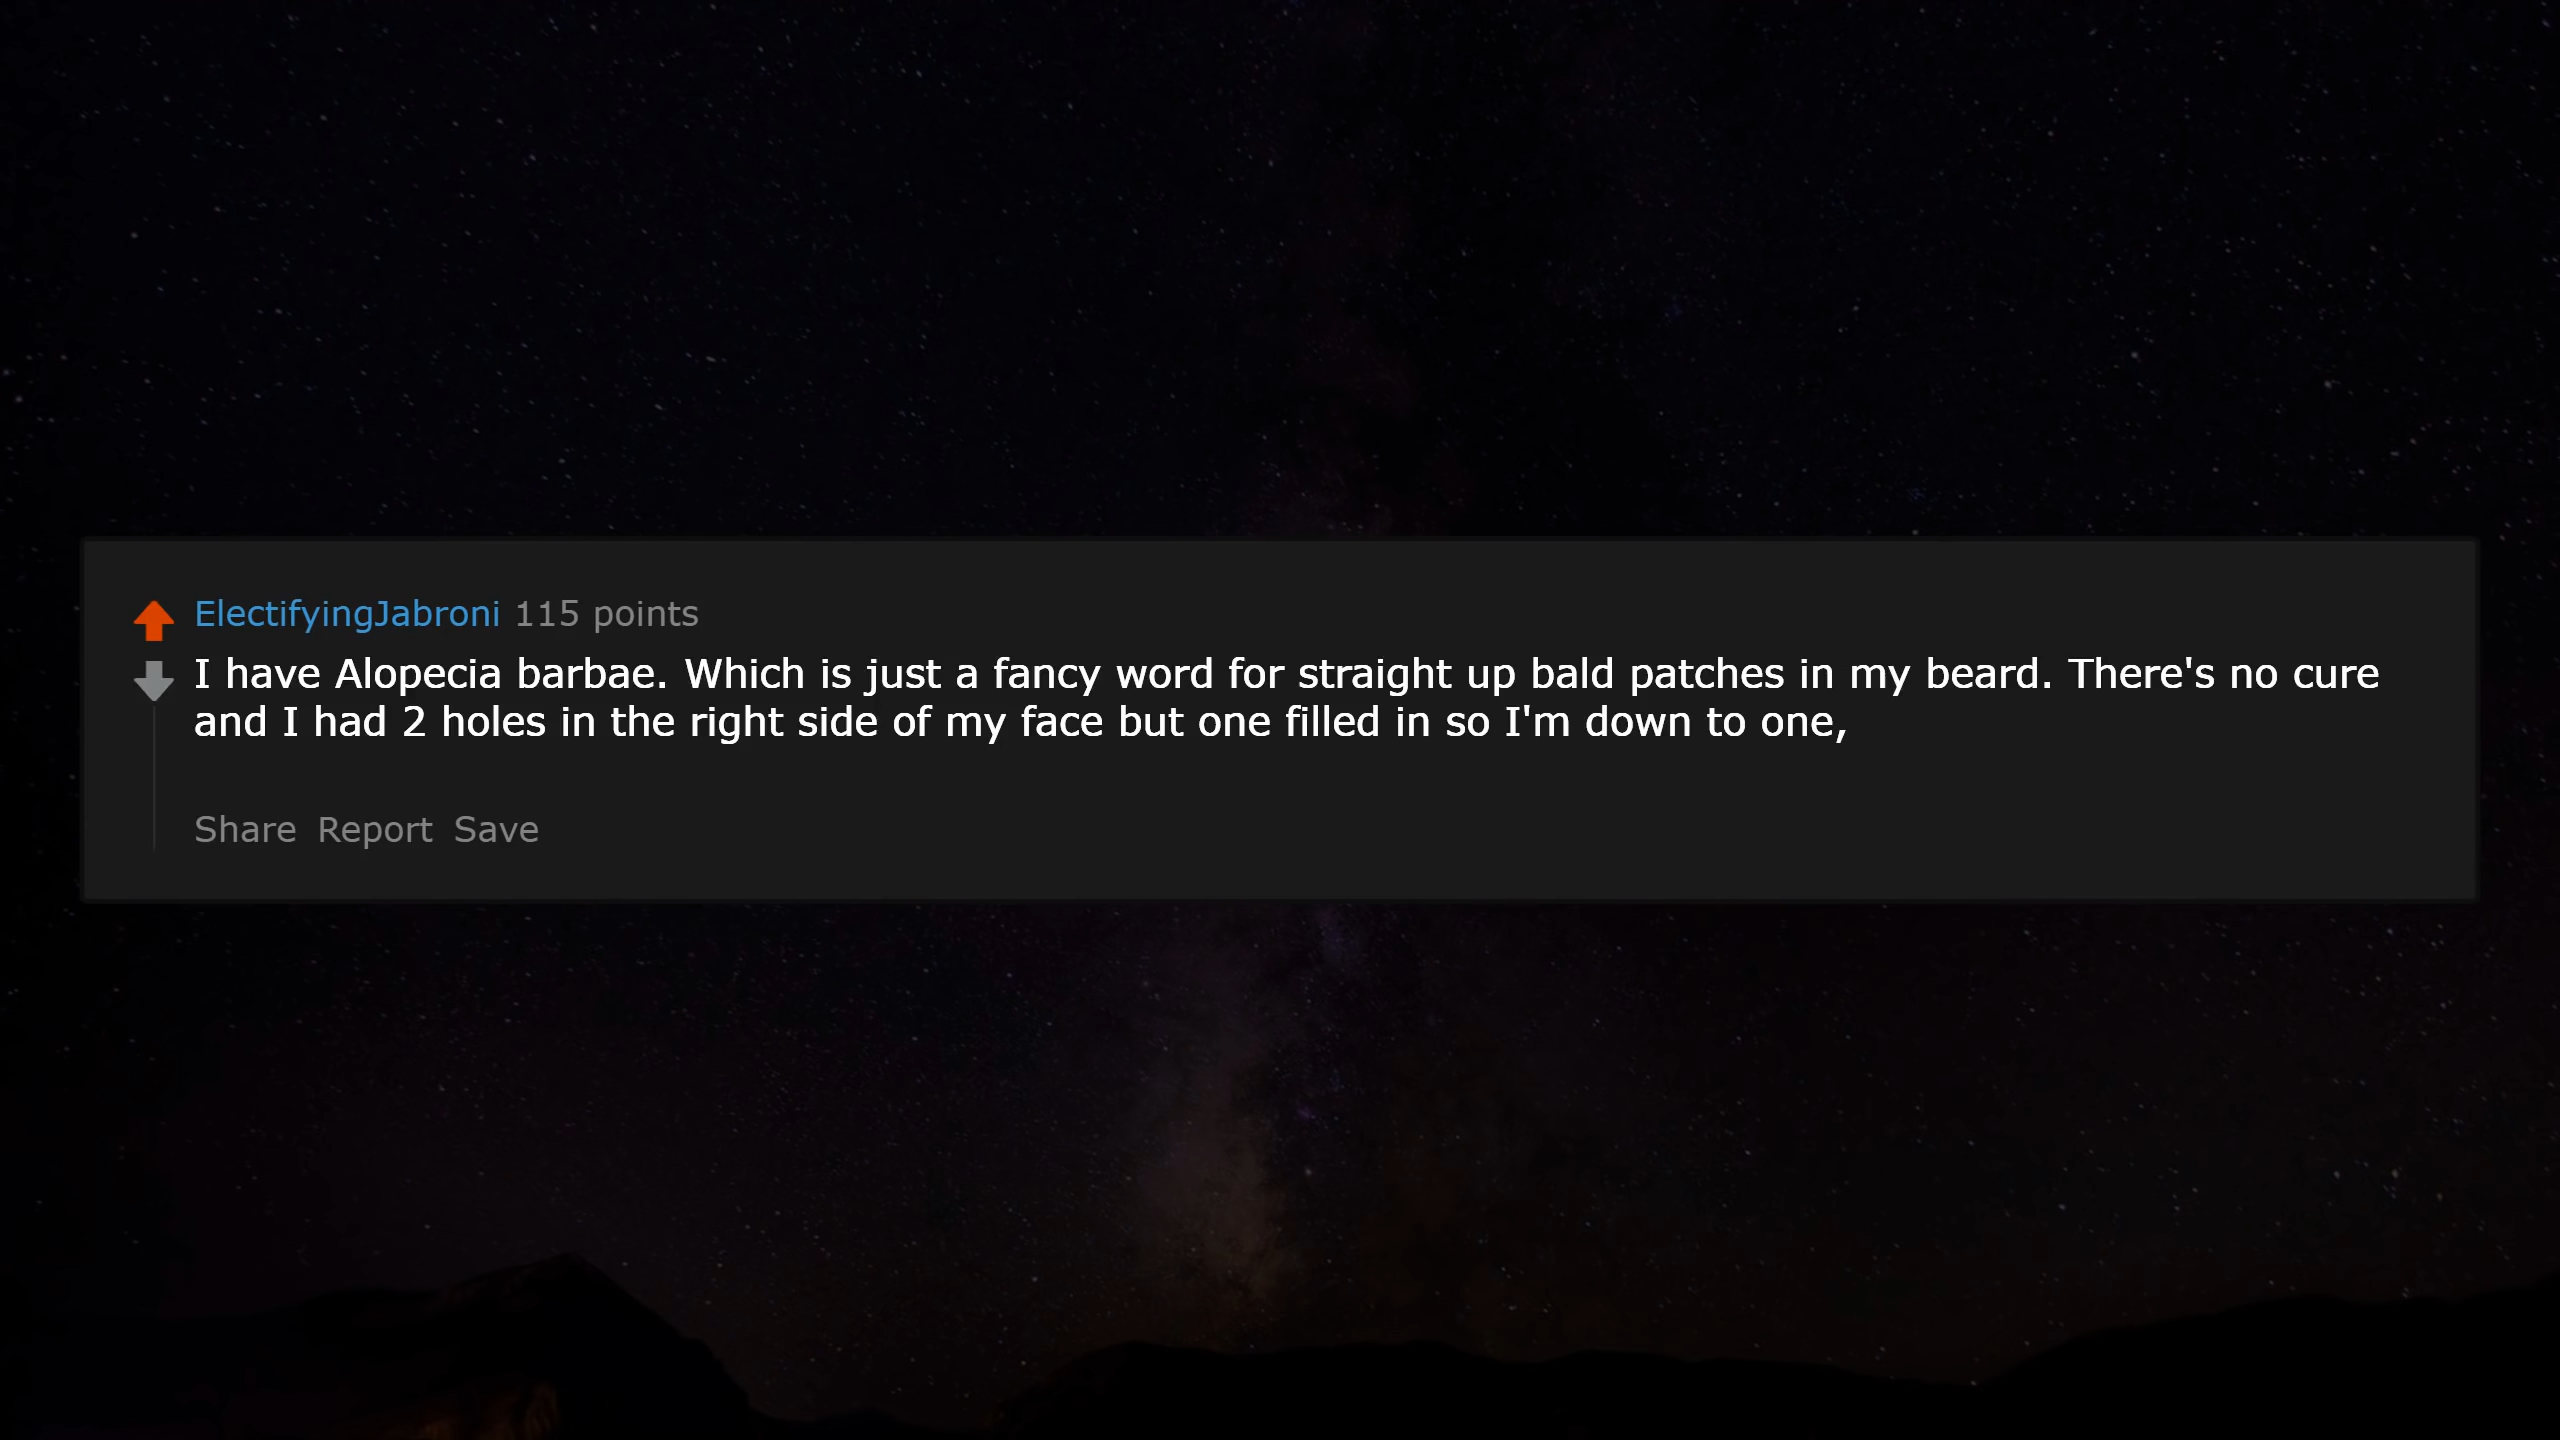 ElectifyingJabroni 115 points
I have Alopecia barbae. Which is just a fancy word for straight up bald patches in my beard. There's no cure
and I had 2 holes in the right side of my face but one filled in so I'm down to one,
Share Report Save